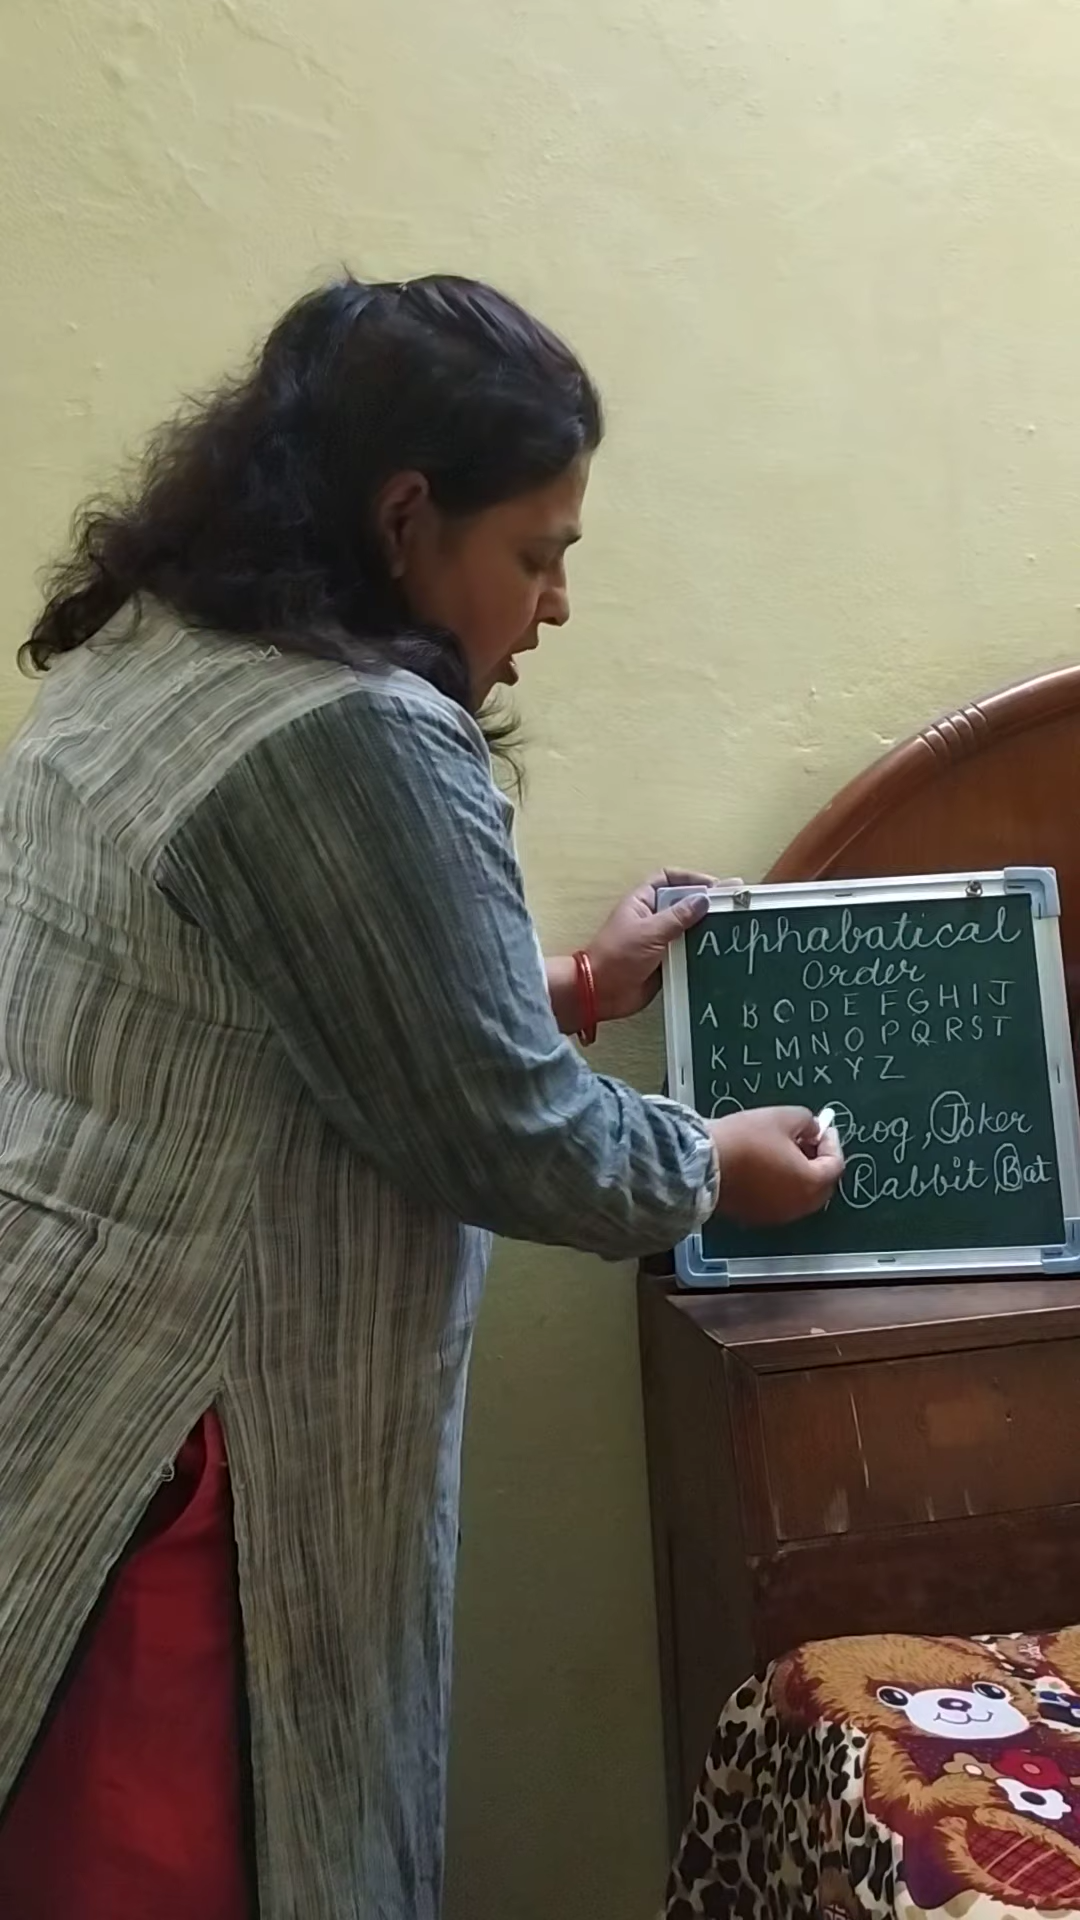 Alphabatical
Order
A B C D E F G H I J
K L M N O P Q R S T
U V W X Y Z
Frog, Joker
Rabbit Bat